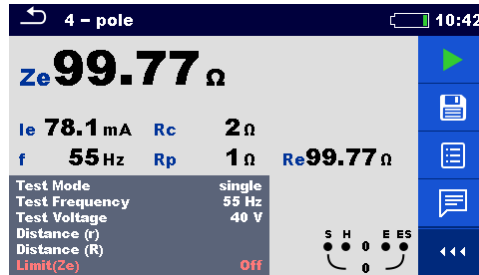 4 - pole 10:42
Ze 99.77 Ω
Ie 78.1 mA Rc 2 Ω
f 55 Hz Rp 1 Ω Re 99.77 Ω
Test Mode single
Test Frequency 55 Hz
Test Voltage 40 V
Distance (r)
Distance (R)
Limit(Ze) Off
S H 0 E ES
0